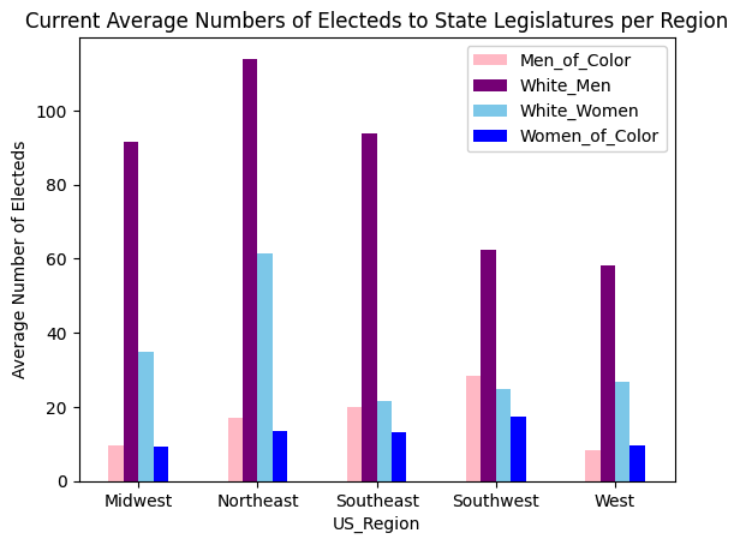 Current Average Numbers of Electeds to State Legislatures per Region
Men_of_Color
White_Men
White_Women
Women_of_Color
Average Number of Electeds
100
80
60
40
20
0
Midwest Northeast Southeast Southwest West
US_Region